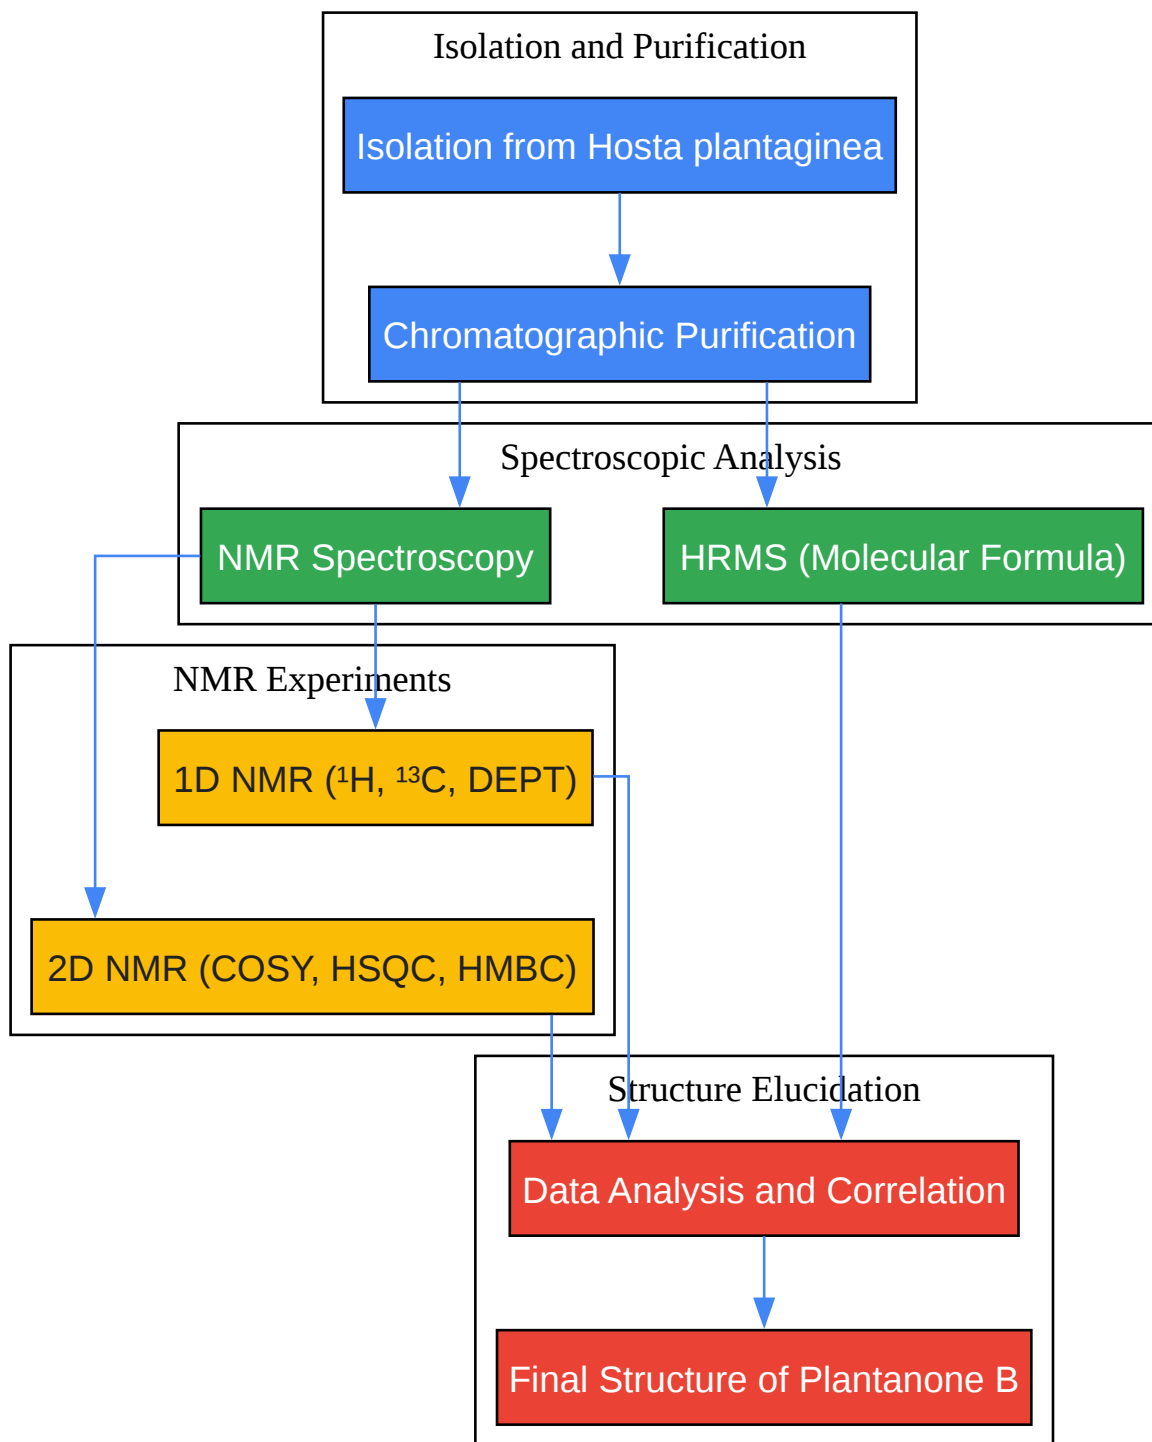 Isolation and Purification
Isolation from Hosta plantaginea
Chromatographic Purification
Spectroscopic Analysis
NMR Spectroscopy
HRMS (Molecular Formula)
NMR Experiments
1D NMR (¹H, ¹³C, DEPT)
2D NMR (COSY, HSQC, HMBC)
Structure Elucidation
Data Analysis and Correlation
Final Structure of Plantanone B